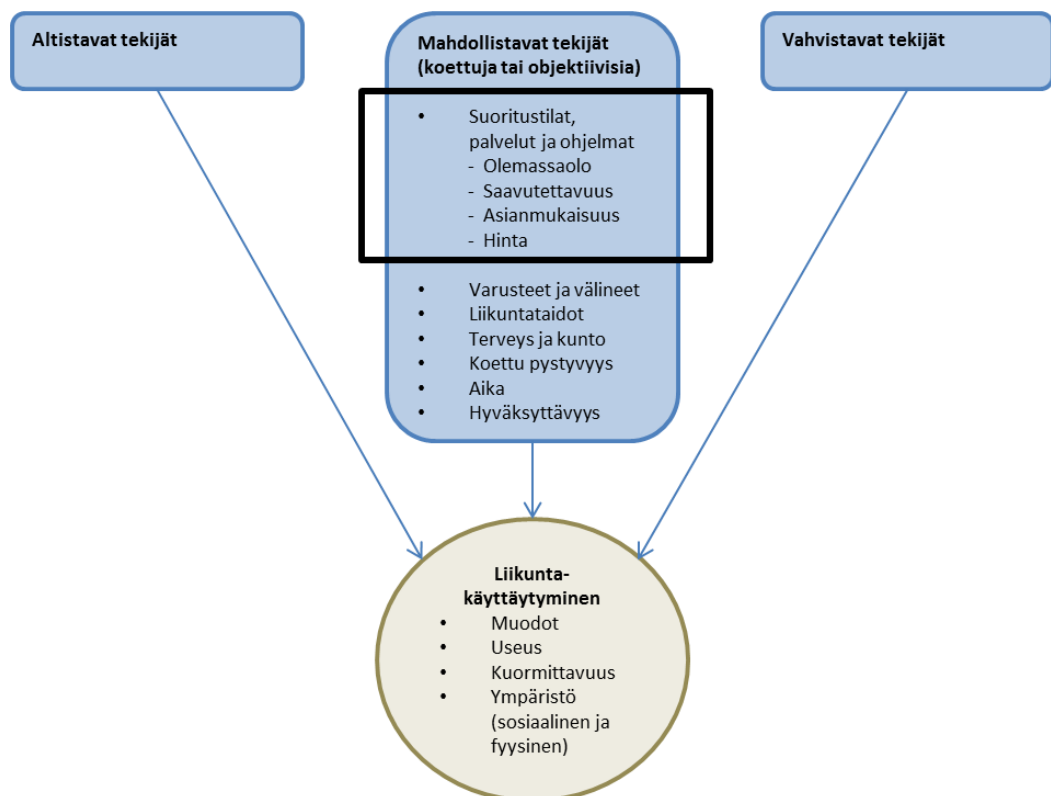 Altistavat tekijät
Mahdollistavat tekijät
(koettuja tai objektiivisia)
• Suoritustilat,
palvelut ja ohjelmat
- Olemassaolo
- Saavutettavuus
- Asianmukaisuus
- Hinta
• Varusteet ja välineet
• Liikuntataidot
• Terveys ja kunto
• Koettu pystyvyys
• Aika
• Hyväksyttävyys
Vahvistavat tekijät
Liikunta-
käyttäytyminen
• Muodot
• Useus
• Kuormittavuus
• Ympäristö
(sosiaalinen ja
fyysinen)